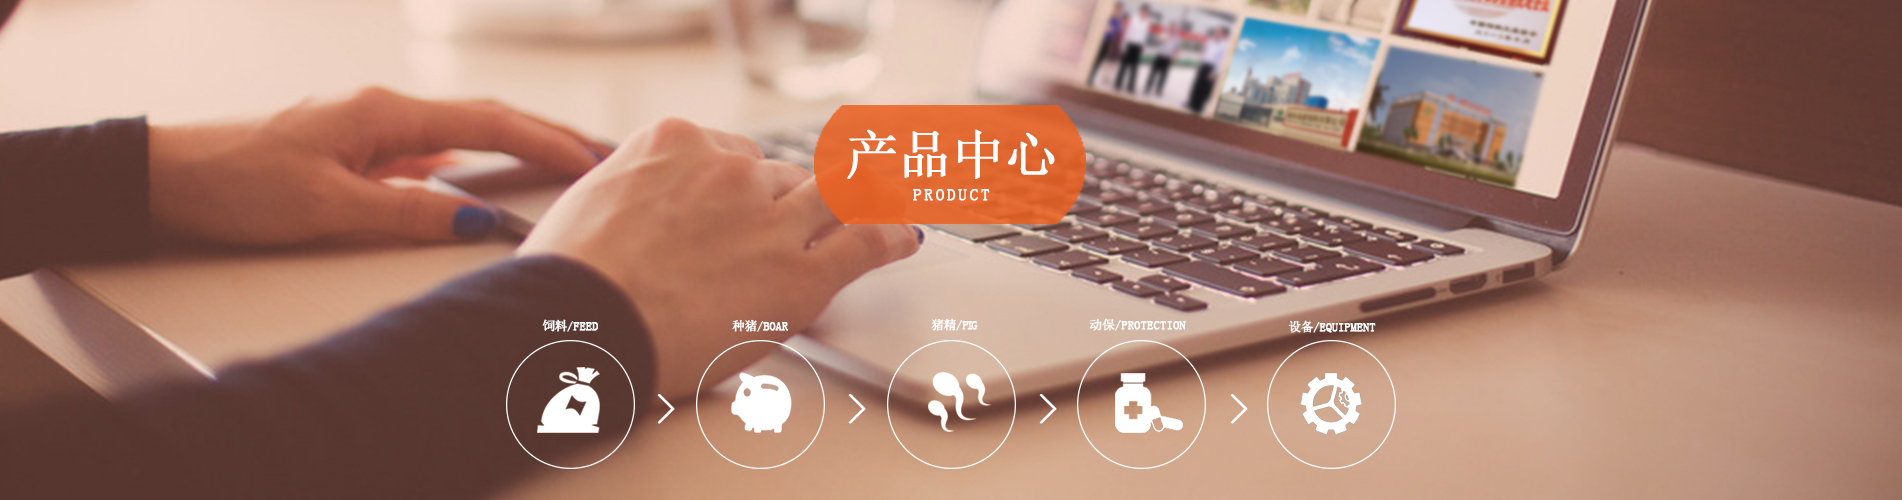 产品中心
PRODUCT
饲料/FEED
种猪/BOAR
猪精/PIG
动保/PROTECTION
设备/EQUIPMENT